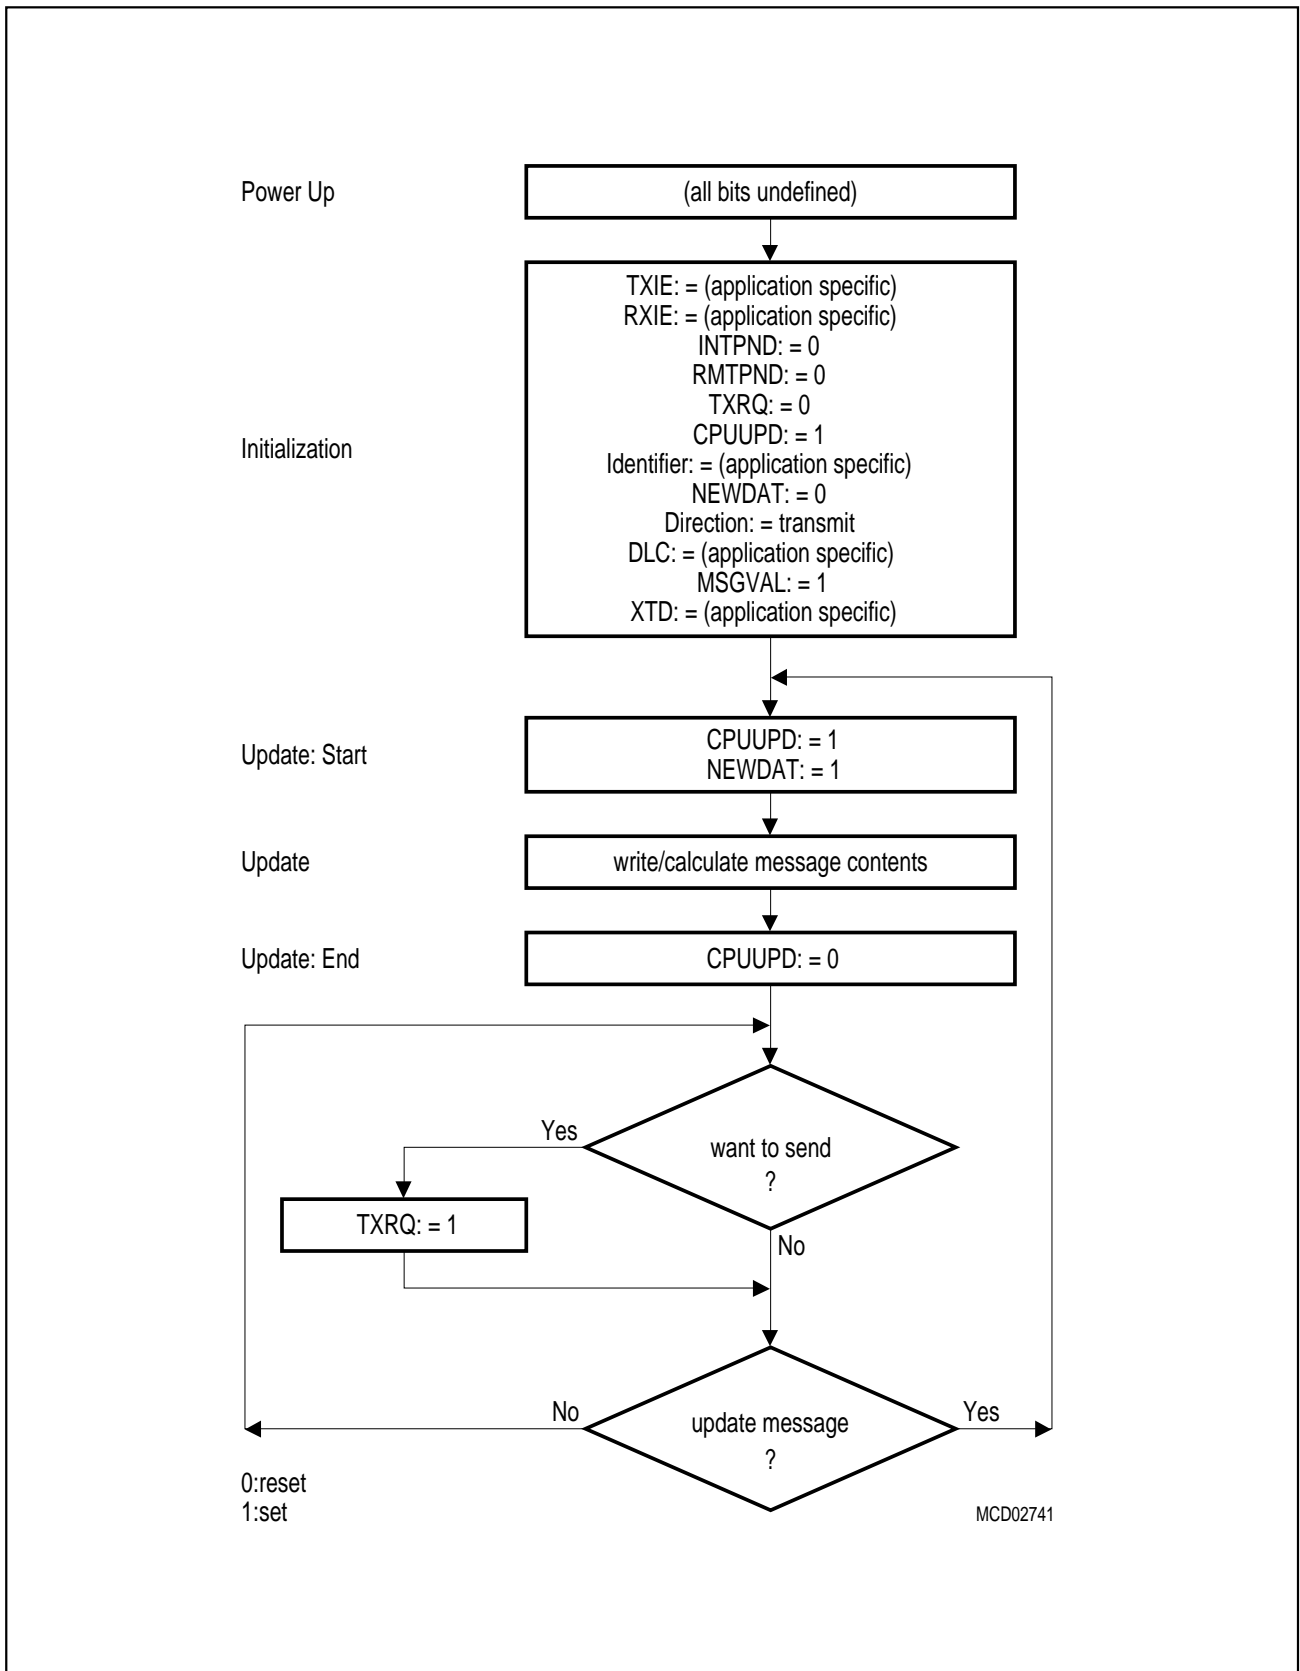 Power Up
(all bits undefined)
Initialization
TXIE: = (application specific)
RXIE: = (application specific)
INTPND: = 0
RMTPND: = 0
TXRQ: = 0
CPUUPD: = 1
Identifier: = (application specific)
NEWDAT: = 0
Direction: = transmit
DLC: = (application specific)
MSGVAL: = 1
XTD: = (application specific)
Update: Start
CPUUPD: = 1
NEWDAT: = 1
Update
write/calculate message contents
Update: End
CPUUPD: = 0
want to send
?
Yes
TXRQ: = 1
No
update message
?
No
Yes
0:reset
1:set
MCD02741